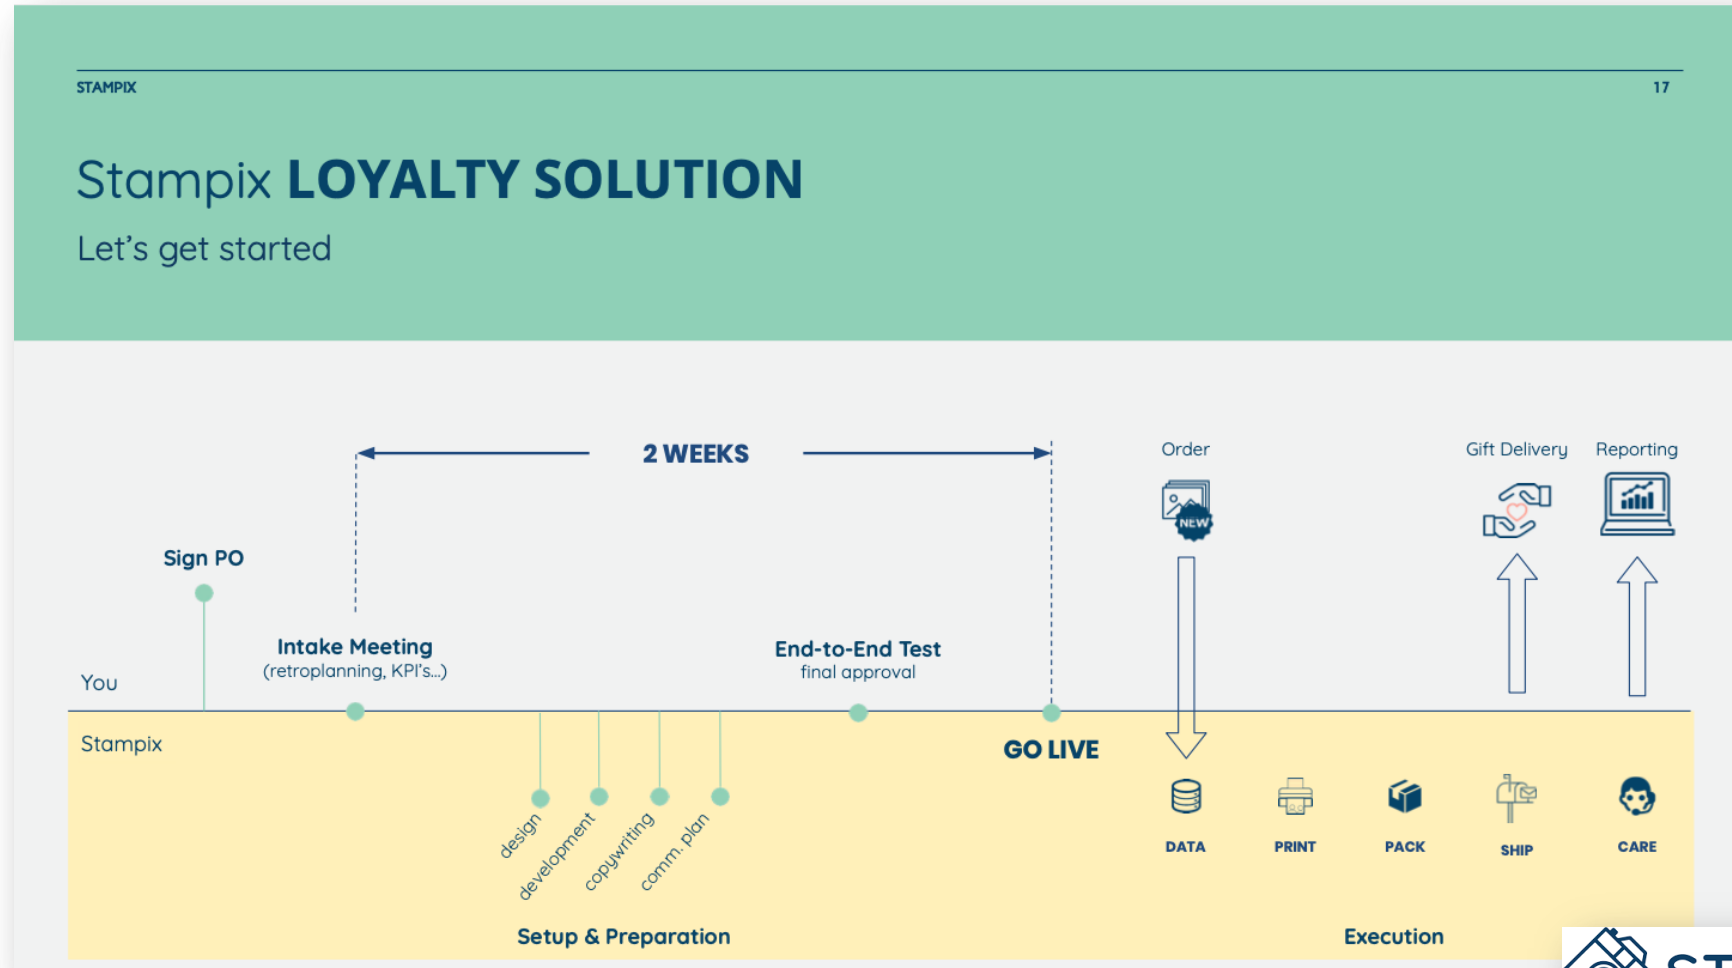 STAMPIX
17
Stampix LOYALTY SOLUTION
Let's get started
2 WEEKS
Order
Gift Delivery
Reporting
NEW
Sign PO
Intake Meeting
(retroplanning, KPI's...)
End-to-End Test
final approval
You
Stampix
GO LIVE
design
development
copywriting
comm. plan
DATA
PRINT
PACK
SHIP
CARE
Setup & Preparation
Execution